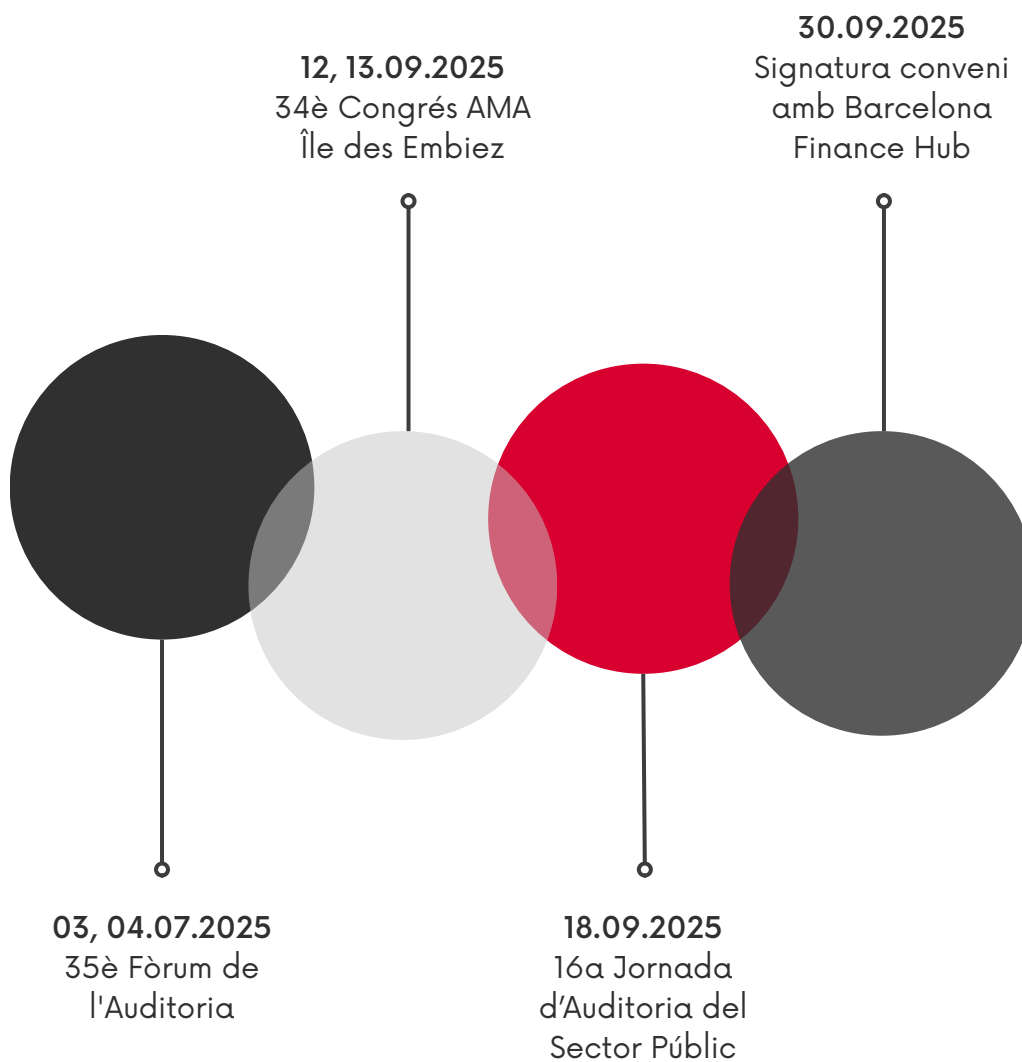 30.09.2025
Signatura conveni
amb Barcelona
Finance Hub
12, 13.09.2025
34è Congrés AMA
Île des Embiez
03, 04.07.2025
35è Fòrum de
l'Auditoria
18.09.2025
16a Jornada
d’Auditoria del
Sector Públic